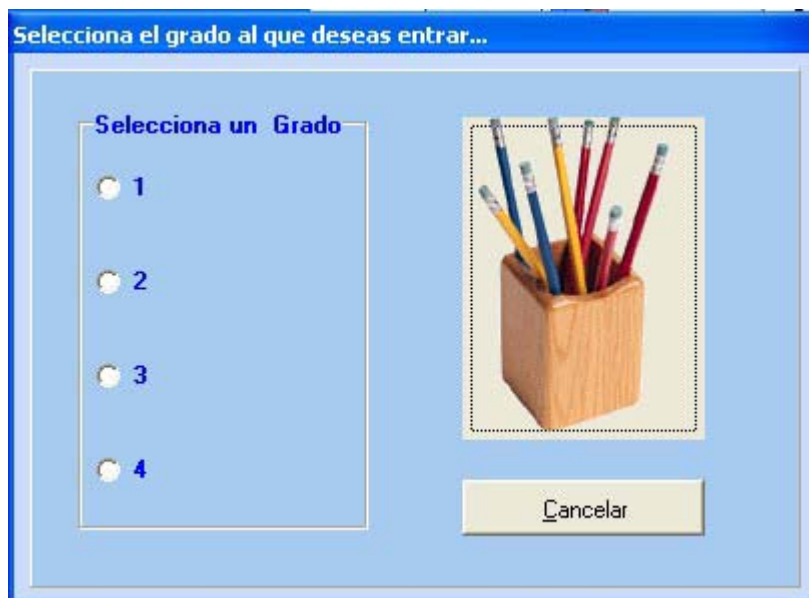 Selecciona el grado al que deseas entrar...
Selecciona un Grado
1
2
3
4
Cancelar